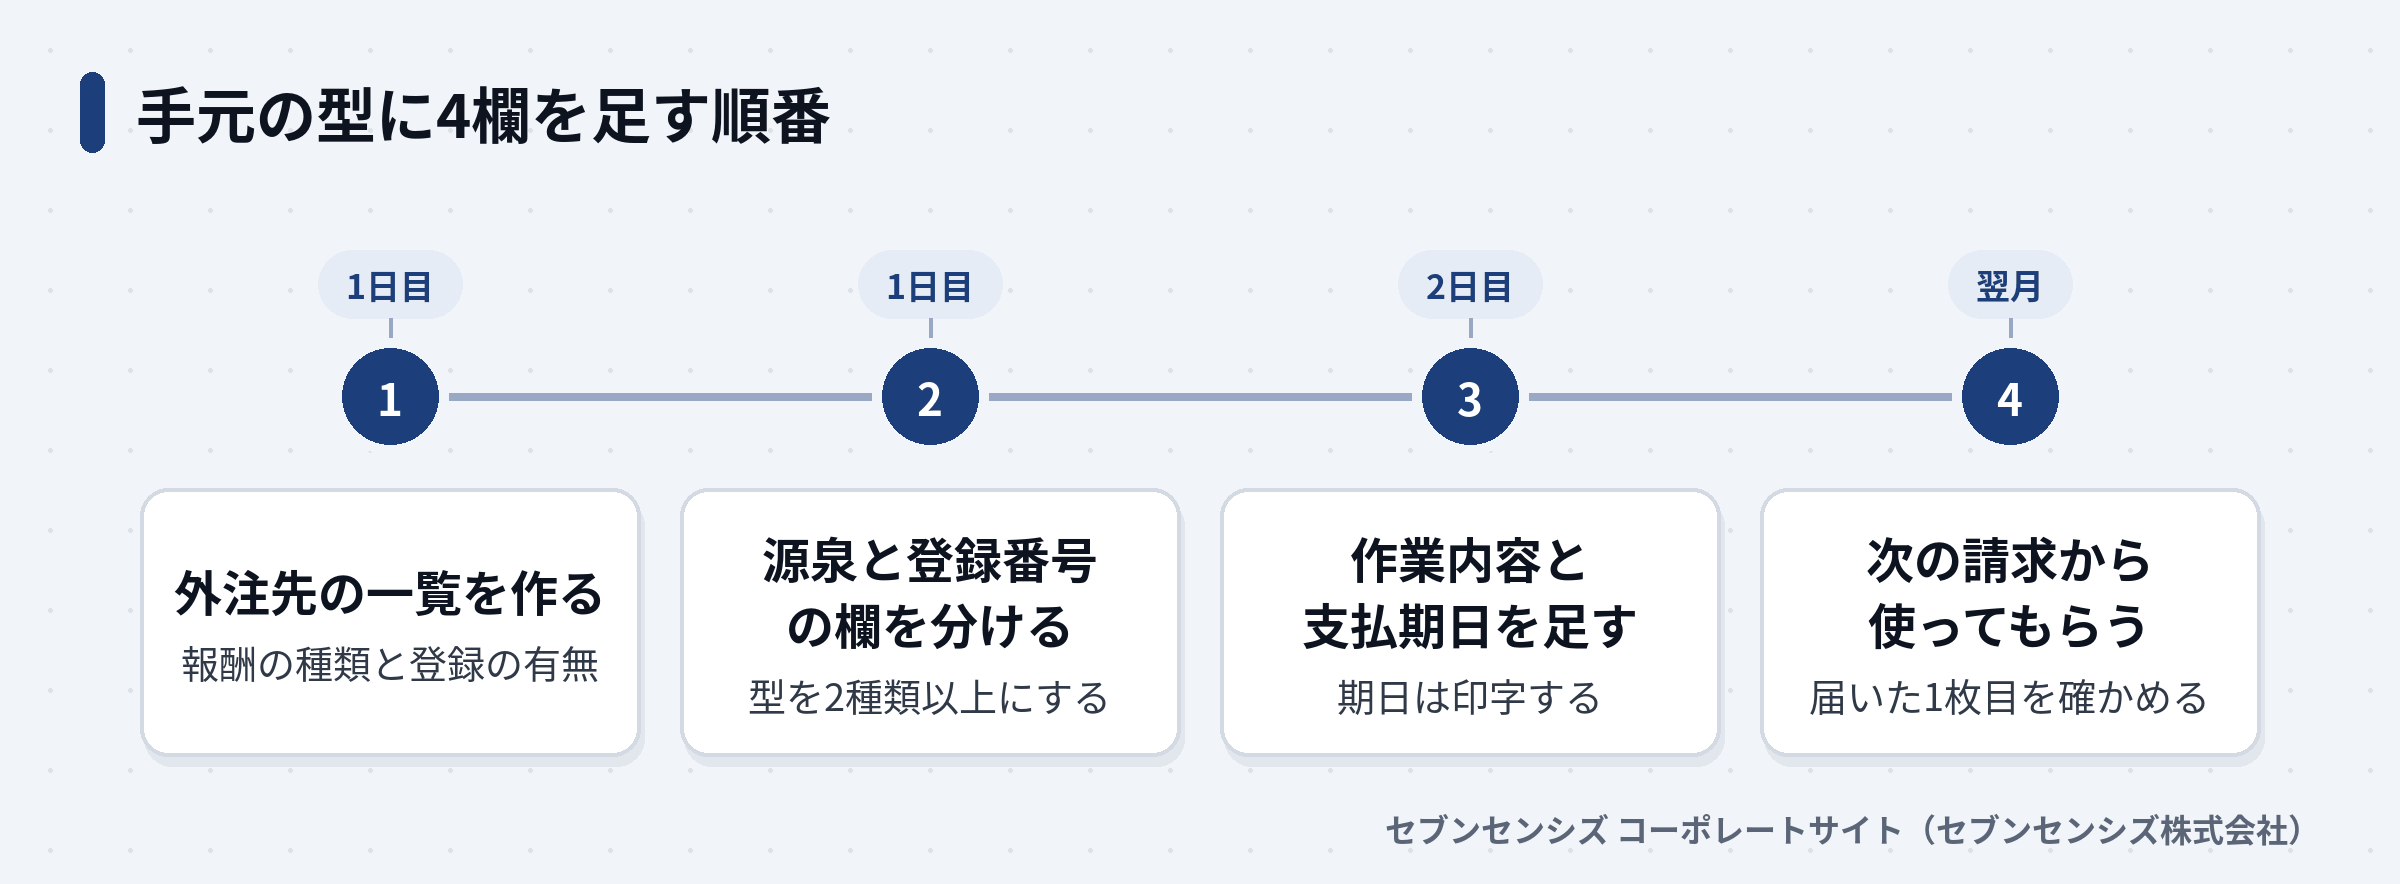 手元の型に4欄を足す順番
1日目
1日目
2日目
翌月
1
2
3
4
外注先の一覧を作る
報酬の種類と登録の有無
源泉と登録番号
の欄を分ける
型を2種類以上にする
作業内容と
支払期日を足す
期日は印字する
次の請求から
使ってもらう
届いた1枚目を確かめる
セブンセンシズ コーポレートサイト（セブンセンシズ株式会社）